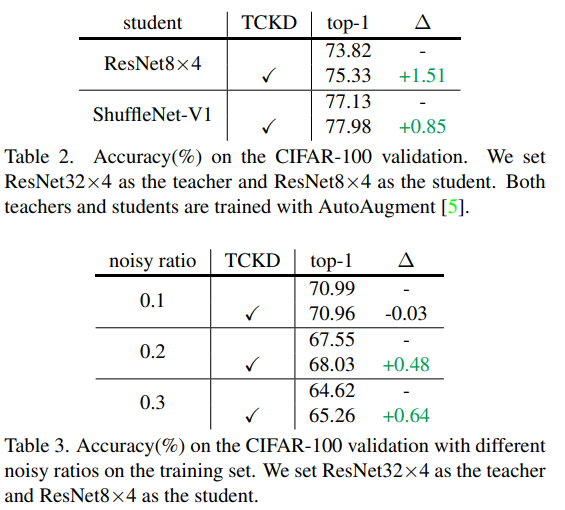 student TCKD top-1 Δ
ResNet8×4 73.82 -
✓ 75.33 +1.51
ShuffleNet-V1 77.13 -
✓ 77.98 +0.85
Table 2. Accuracy(%) on the CIFAR-100 validation. We set
ResNet32×4 as the teacher and ResNet8×4 as the student. Both
teachers and students are trained with AutoAugment [5].
noisy ratio TCKD top-1 Δ
0.1 70.99 -
✓ 70.96 -0.03
0.2 67.55 -
✓ 68.03 +0.48
0.3 64.62 -
✓ 65.26 +0.64
Table 3. Accuracy(%) on the CIFAR-100 validation with different
noisy ratios on the training set. We set ResNet32×4 as the teacher
and ResNet8×4 as the student.